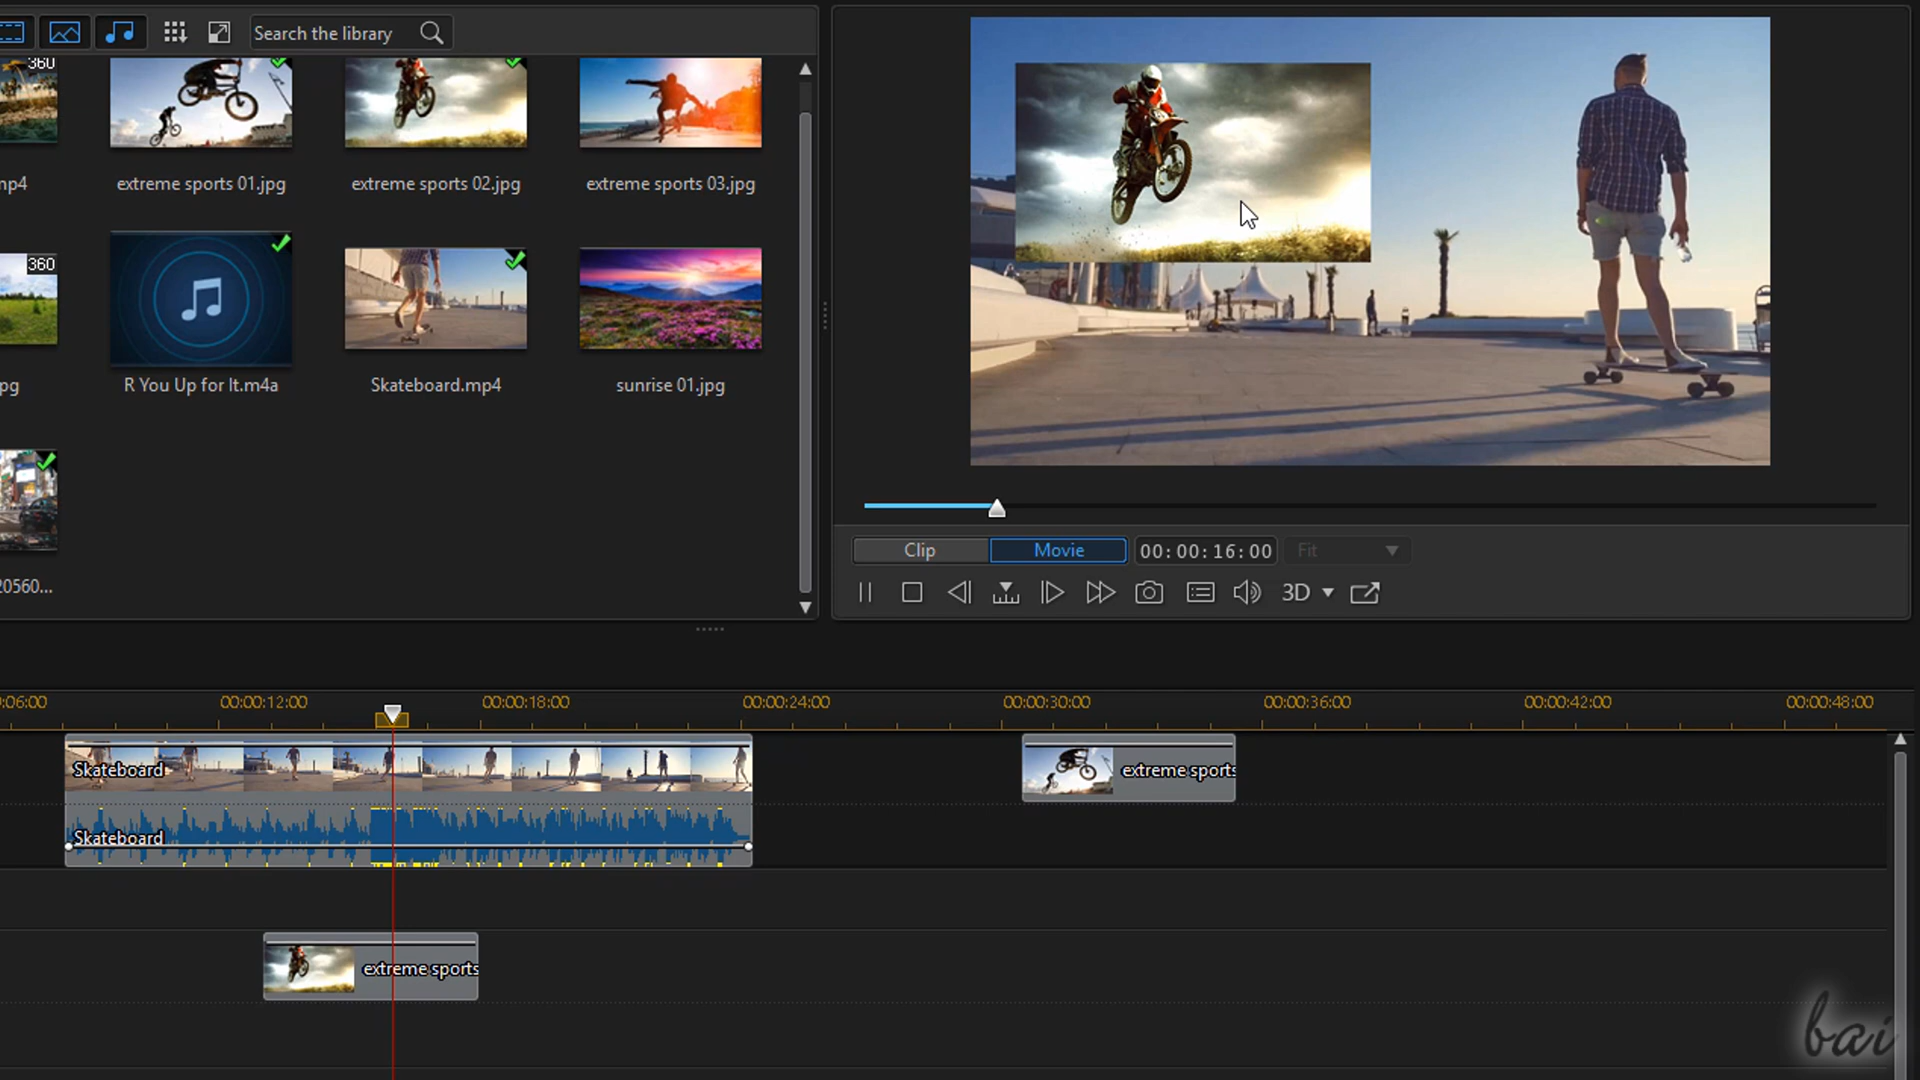 Search the library
360
mp4
extreme sports 01.jpg
extreme sports 02.jpg
extreme sports 03.jpg
360
pg
R You Up for It.m4a
Skateboard.mp4
sunrise 01.jpg
20560...
Clip
Movie
00:00:16:00
Fit
3D
:06:00
00:00:12:00
00:00:18:00
00:00:24:00
00:00:30:00
00:00:36:00
00:00:42:00
00:00:48:00
Skateboard
extreme sports
Skateboard
extreme sports
bai